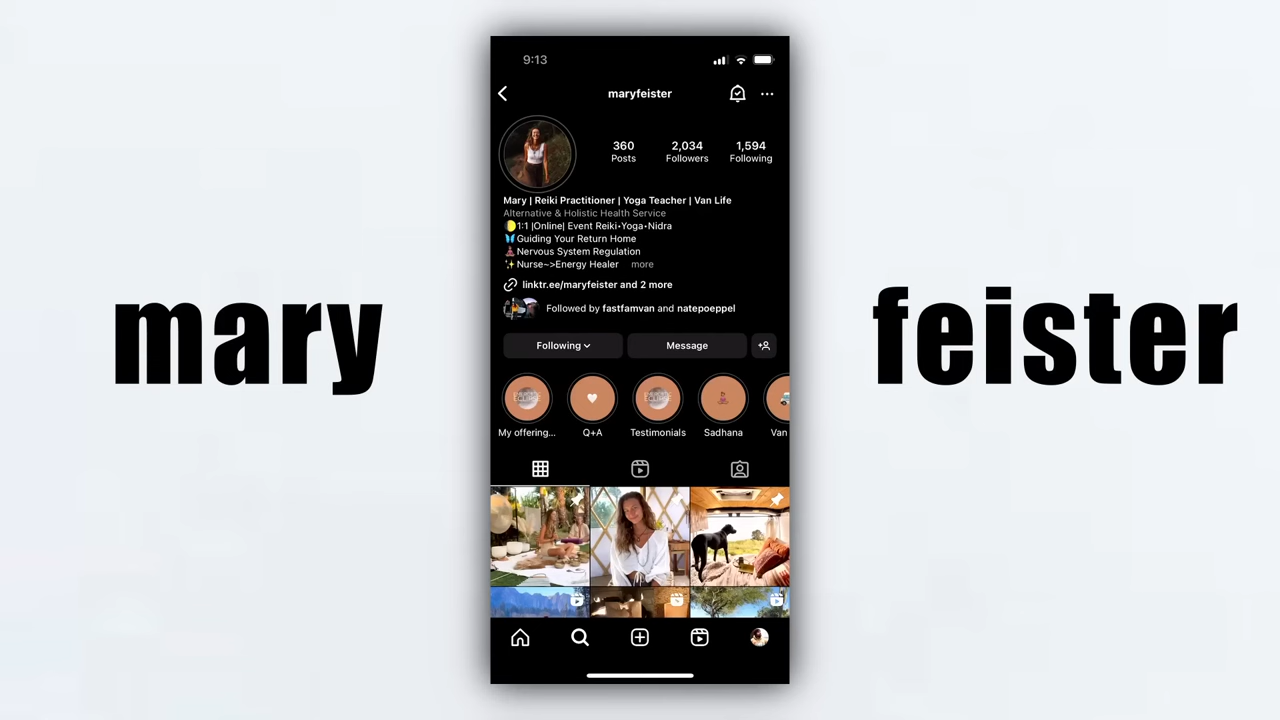 9:13
maryfeister
360
2,034
1,594
Posts
Followers
Following
Mary | Reiki Practitioner | Yoga Teacher | Van Life
Alternative & Holistic Health Service
1:1 |Online| Event Reiki•Yoga•Nidra
Guiding Your Return Home
Nervous System Regulation
Nurse~>Energy Healer more
linktr.ee/maryfeister and 2 more
Followed by fastfamvan and natepoeppel
mary
feister
Following
Message
My offering...
Q+A
Testimonials
Sadhana
Van